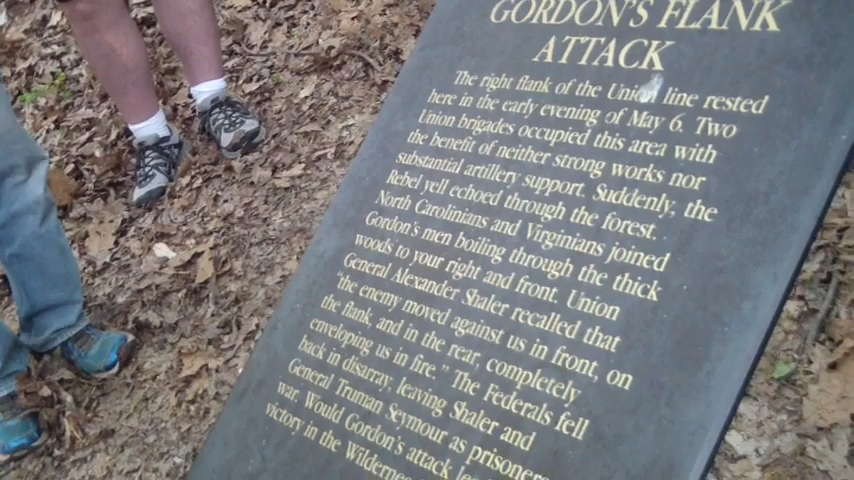 GORDON'S FLANK
ATTACK
The right flank of the Union line rested
here in the early evening of May 6. Two
Union brigades occupied this area with
the benefit of neither strong works nor
substantial artillery support. Suddenly, the
Rebel yell echoed through the forest.
North Carolinians and Virginians joined
Gordon's men boiling through the thick
woods to your right and front. Union
General Alexander Shaler recalled that
"the enemy moved against us in front, on
the flank, and in the rear, completely
enveloping us in fire." The Federals fell
back in disarray, leaving Shaler and
General Truman Seymour as prisoners
war. Would Gordon's attack
victory in the